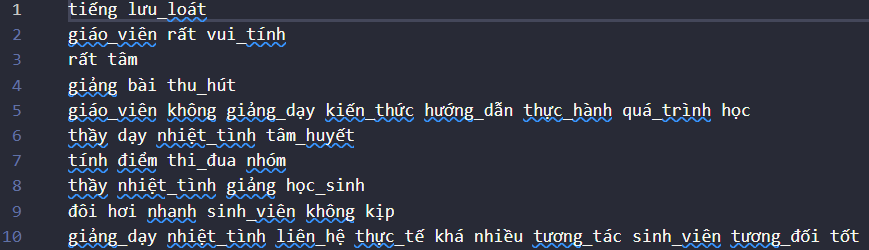 1 tiếng lưu_loát
2 giáo_viên rất vui_tính
3 rất tâm
4 giảng bài thu_hút
5 giáo_viên không giảng_dạy kiến_thức hướng_dẫn thực_hành quá_trình học
6 thầy dạy nhiệt_tình tâm_huyết
7 tính điểm thi_đua nhóm
8 thầy nhiệt_tình giảng học_sinh
9 đôi hơi nhanh sinh_viên không kịp
10 giảng_dạy nhiệt_tình liên_hệ thực_tế khá nhiều tương_tác sinh_viên tương_đối tốt